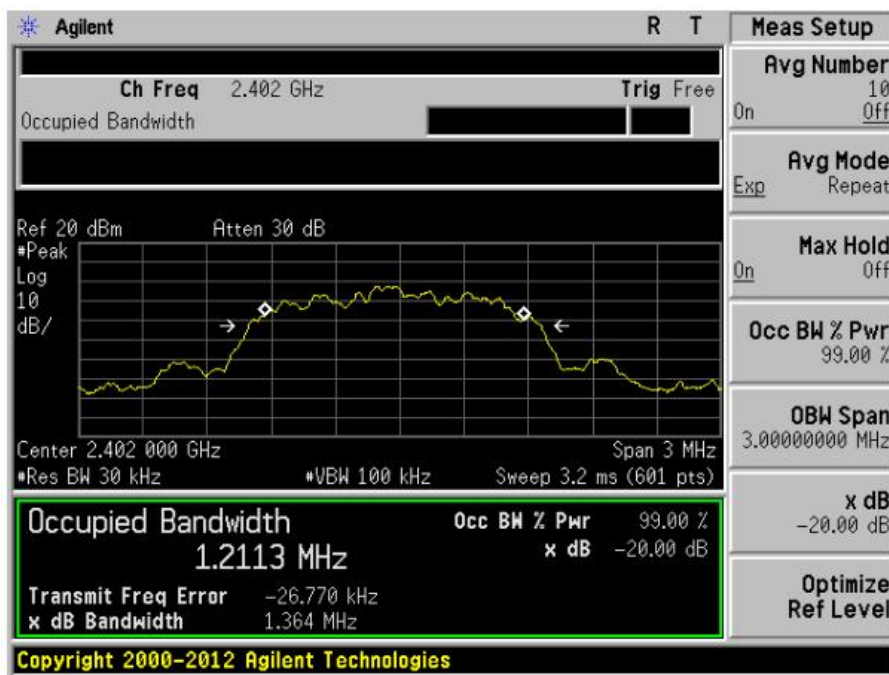 Agilent R T
Ch Freq 2.402 GHz Trig Free
Occupied Bandwidth
Ref 20 dBm Atten 30 dB
#Peak
Log
10
dB/
Center 2.402 000 GHz Span 3 MHz
#Res BW 30 kHz #VBW 100 kHz Sweep 3.2 ms (601 pts)
Occupied Bandwidth Occ BW % Pwr 99.00 %
1.2113 MHz x dB -20.00 dB
Transmit Freq Error -26.770 kHz
x dB Bandwidth 1.364 MHz
Copyright 2000-2012 Agilent Technologies
Meas Setup
Avg Number
10
On Off
Avg Mode
Exp Repeat
Max Hold
On Off
Occ BW % Pwr
99.00 %
OBW Span
3.00000000 MHz
x dB
-20.00 dB
Optimize
Ref Level